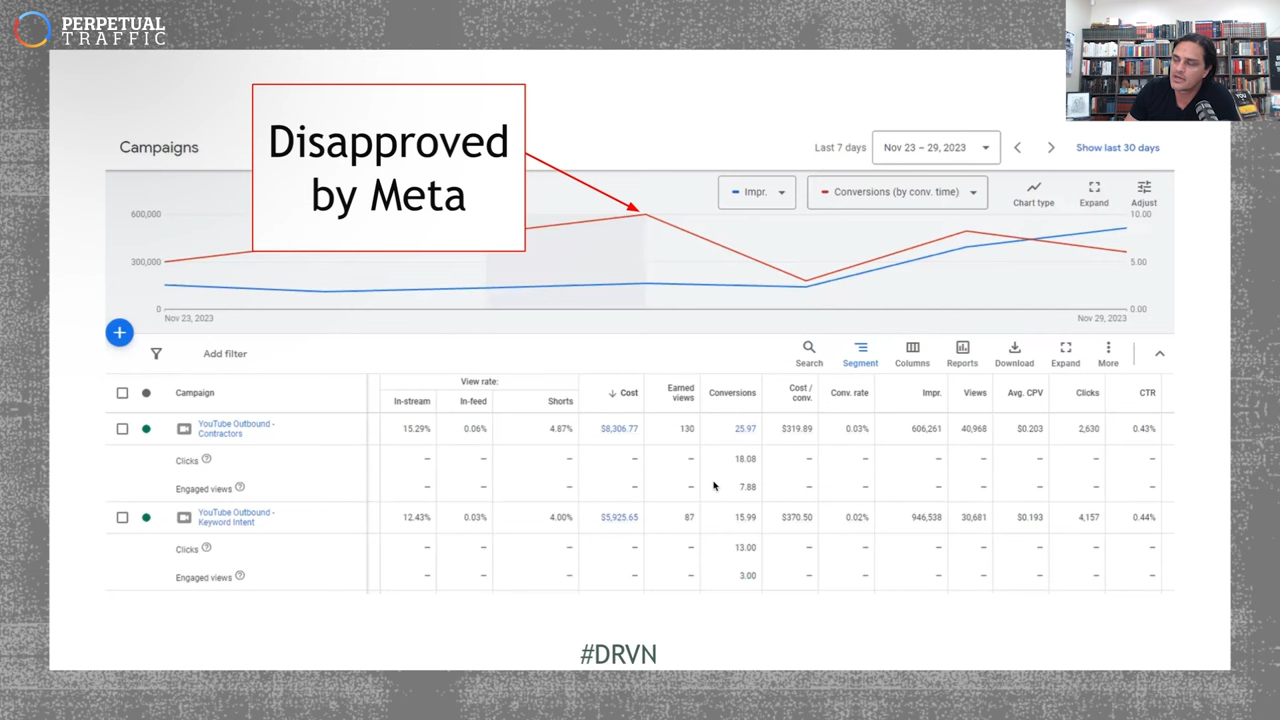 PERPETUAL
TRAFFIC
Disapproved
by Meta
Campaigns
Last 7 days
Nov 23 – 29, 2023
Show last 30 days
Impr.
Conversions (by conv. time)
Chart type
Expand
Adjust
600,000
10.00
300,000
5.00
0
0.00
Nov 23, 2023
Nov 29, 2023
Add filter
Search
Segment
Columns
Reports
Download
Expand
More
Campaign
View rate:
In-stream
In-feed
Shorts
Cost
Earned views
Conversions
Cost / conv.
Conv. rate
Impr.
Views
Avg. CPV
Clicks
CTR
YouTube Outbound - Contractors
15.29% 0.06% 4.87% $8,306.77 130 25.97 $319.89 0.03% 606,261 40,968 $0.203 2,630 0.43%
Clicks – – – – – 18.08 – – – – – – –
Engaged views – – – – – 7.88 – – – – – – –
YouTube Outbound - Keyword Intent
12.43% 0.03% 4.00% $5,925.65 87 15.99 $370.50 0.02% 946,538 30,681 $0.193 4,157 0.44%
Clicks – – – – – 13.00 – – – – – – –
Engaged views – – – – – 3.00 – – – – – – –
#DRVN